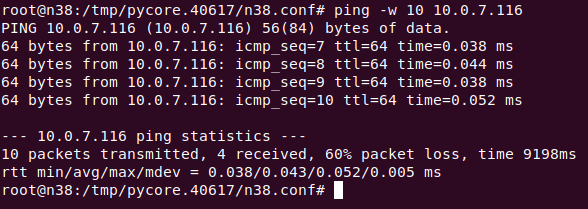 root@n38:/tmp/pycore.40617/n38.conf# ping -w 10 10.0.7.116
PING 10.0.7.116 (10.0.7.116) 56(84) bytes of data.
64 bytes from 10.0.7.116: icmp_seq=7 ttl=64 time=0.038 ms
64 bytes from 10.0.7.116: icmp_seq=8 ttl=64 time=0.044 ms
64 bytes from 10.0.7.116: icmp_seq=9 ttl=64 time=0.038 ms
64 bytes from 10.0.7.116: icmp_seq=10 ttl=64 time=0.052 ms
--- 10.0.7.116 ping statistics ---
10 packets transmitted, 4 received, 60% packet loss, time 9198ms
rtt min/avg/max/mdev = 0.038/0.043/0.052/0.005 ms
root@n38:/tmp/pycore.40617/n38.conf#